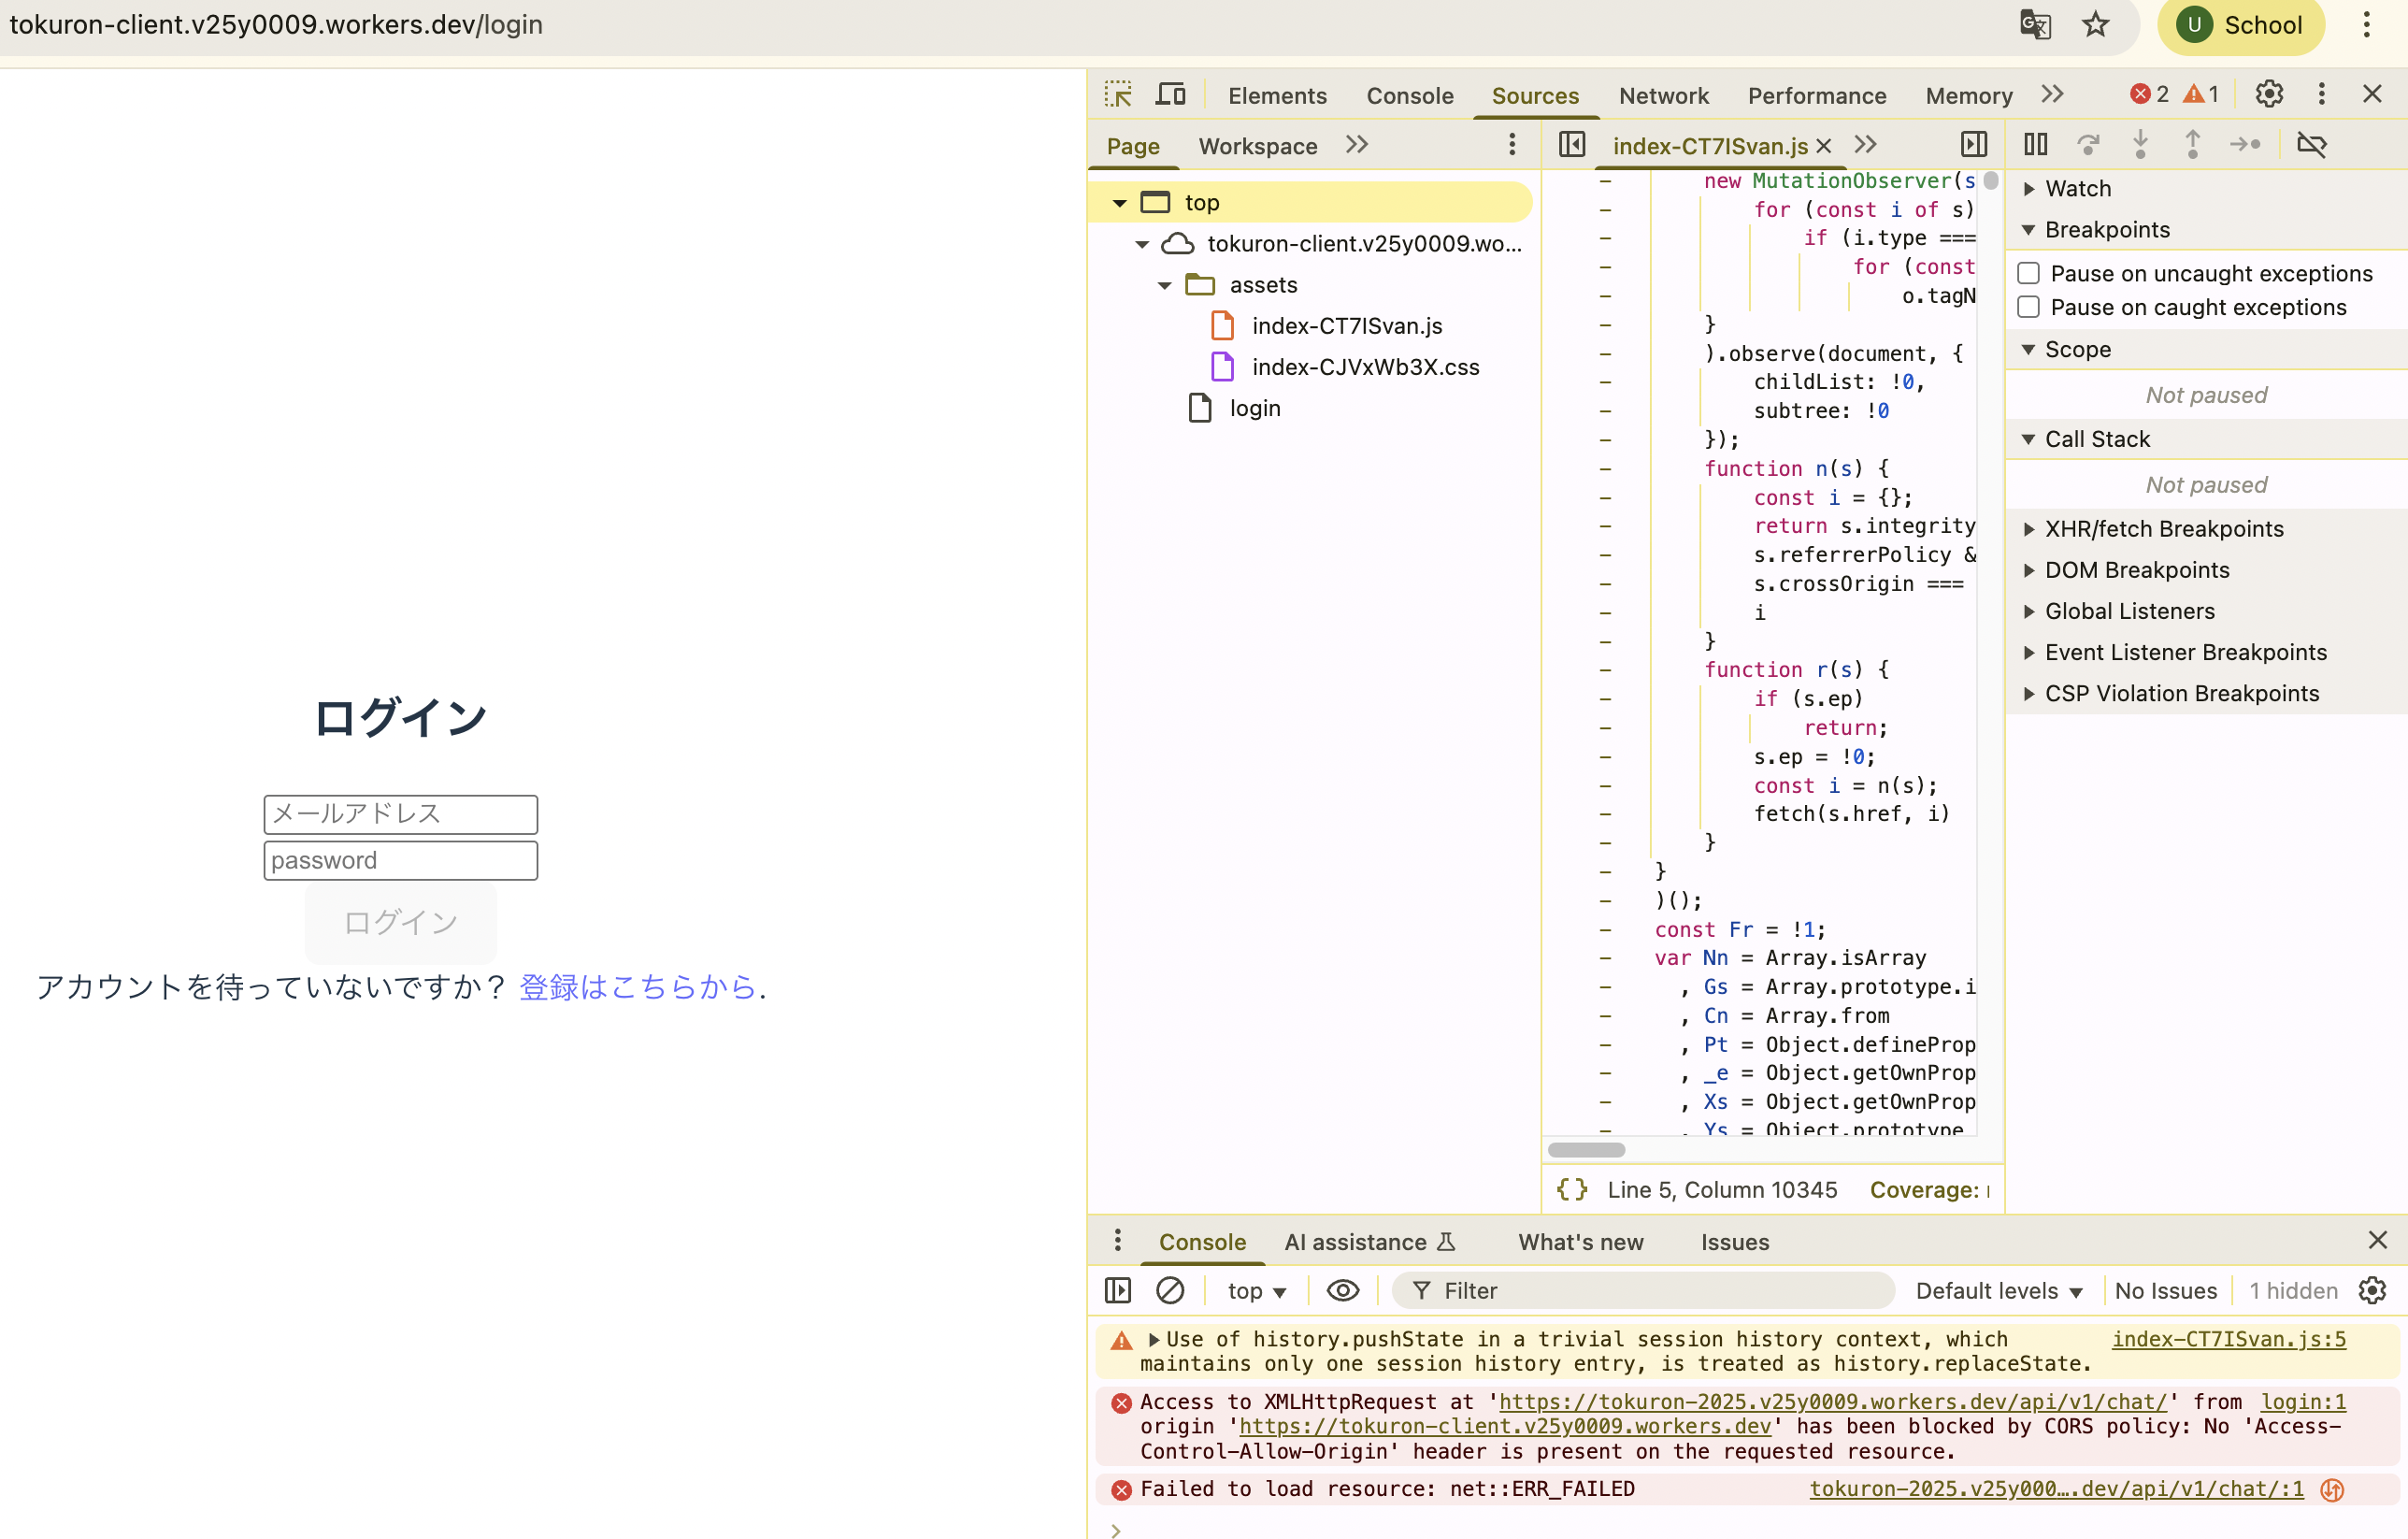 tokuron-client.v25y0009.workers.dev/login
U School
Elements Console Sources Network Performance Memory 2 1
Page Workspace
index-CT7ISvan.js
top
tokuron-client.v25y0009.wo...
assets
index-CT7ISvan.js
index-CJVxWb3X.css
login
new MutationObserver(s
for (const i of s)
if (i.type ===
for (const
o.tagN
}
).observe(document, {
childList: !0,
subtree: !0
});
function n(s) {
const i = {};
return s.integrity
s.referrerPolicy &
s.crossOrigin ===
i
}
function r(s) {
if (s.ep)
return;
s.ep = !0;
const i = n(s);
fetch(s.href, i)
}
}
)();
const Fr = !1;
var Nn = Array.isArray
, Gs = Array.prototype.i
, Cn = Array.from
, Pt = Object.defineProp
, _e = Object.getOwnProp
, Xs = Object.getOwnProp
, Ys = Object.prototype
{} Line 5, Column 10345 Coverage:
Watch
Breakpoints
Pause on uncaught exceptions
Pause on caught exceptions
Scope
Not paused
Call Stack
Not paused
XHR/fetch Breakpoints
DOM Breakpoints
Global Listeners
Event Listener Breakpoints
CSP Violation Breakpoints
ログイン
メールアドレス
password
ログイン
アカウントを待っていないですか？ 登録はこちらから.
Console AI assistance What's new Issues
top Filter Default levels No Issues 1 hidden
Use of history.pushState in a trivial session history context, which index-CT7ISvan.js:5
maintains only one session history entry, is treated as history.replaceState.
Access to XMLHttpRequest at 'https://tokuron-2025.v25y0009.workers.dev/api/v1/chat/' from login:1
origin 'https://tokuron-client.v25y0009.workers.dev' has been blocked by CORS policy: No 'Access-
Control-Allow-Origin' header is present on the requested resource.
Failed to load resource: net::ERR_FAILED tokuron-2025.v25y000….dev/api/v1/chat/:1